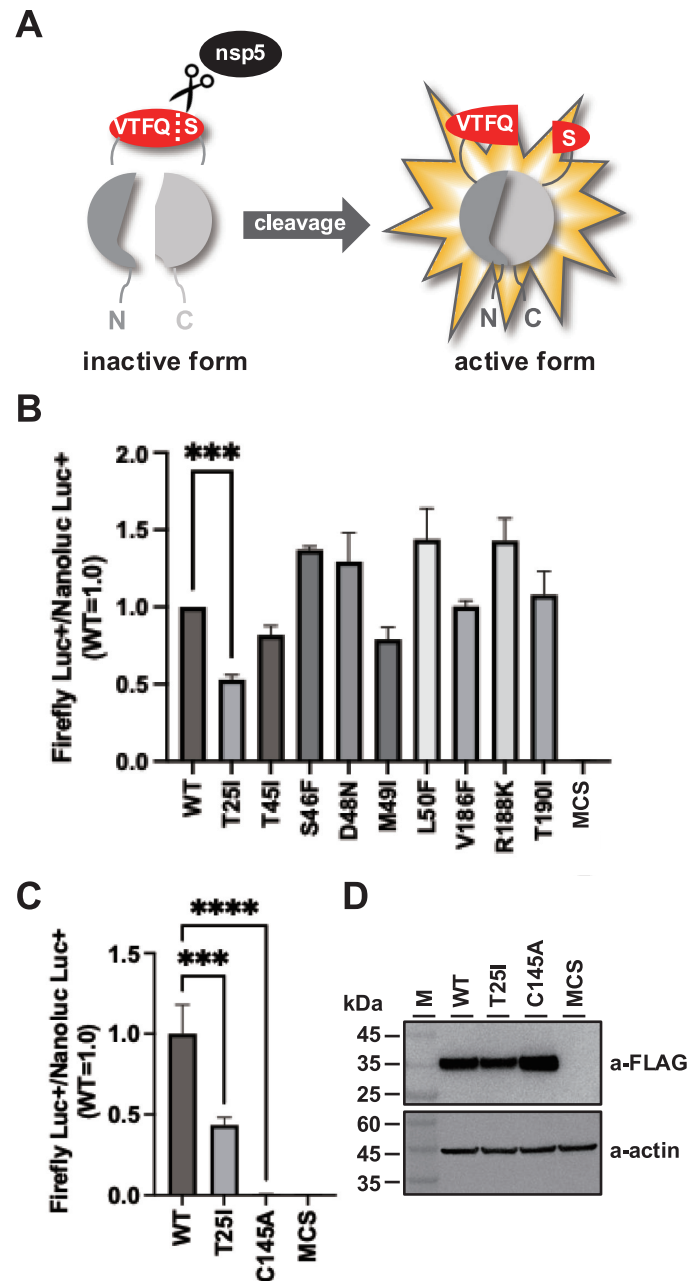 A
nsp5
VTFQ S
cleavage
VTFQ
S
N C
N C
inactive form
active form
B
Firefly Luc+/Nanoluc Luc+
(WT=1.0)
2.0
1.5
1.0
0.5
0.0
***
WT
T25I
T45I
S46F
D48N
M49I
L50F
V186F
R188K
T190I
MCS
C
Firefly Luc+/Nanoluc Luc+
(WT=1.0)
1.5
1.0
0.5
0.0
****
***
WT
T25I
C145A
MCS
D
kDa
M
WT
T25I
C145A
MCS
45
35
25
a-FLAG
60
45
35
a-actin